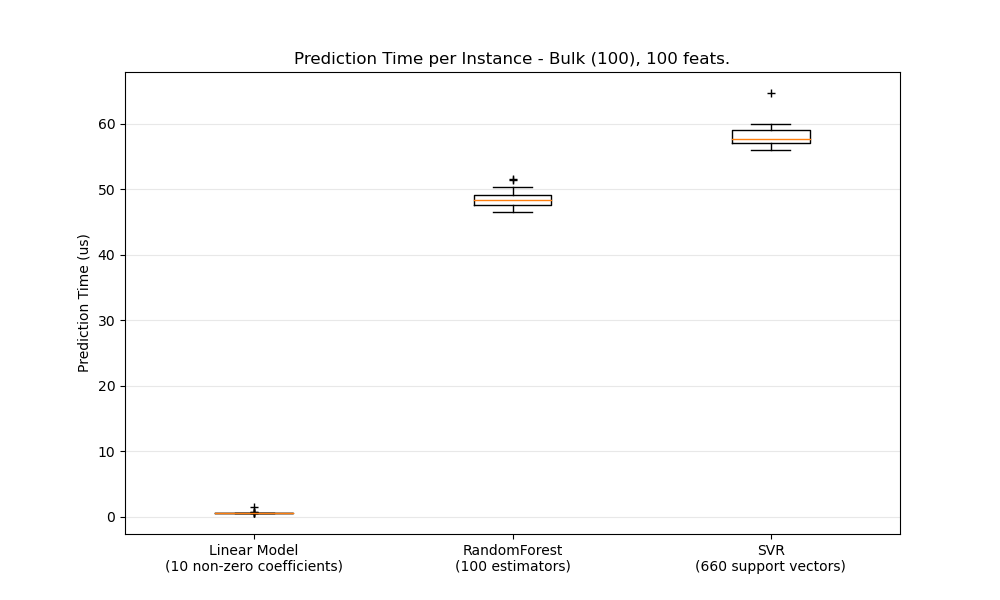 Prediction Time per Instance - Bulk (100), 100 feats.
Prediction Time (us)
60
50
40
30
20
10
0
Linear Model
(10 non-zero coefficients)
RandomForest
(100 estimators)
SVR
(660 support vectors)